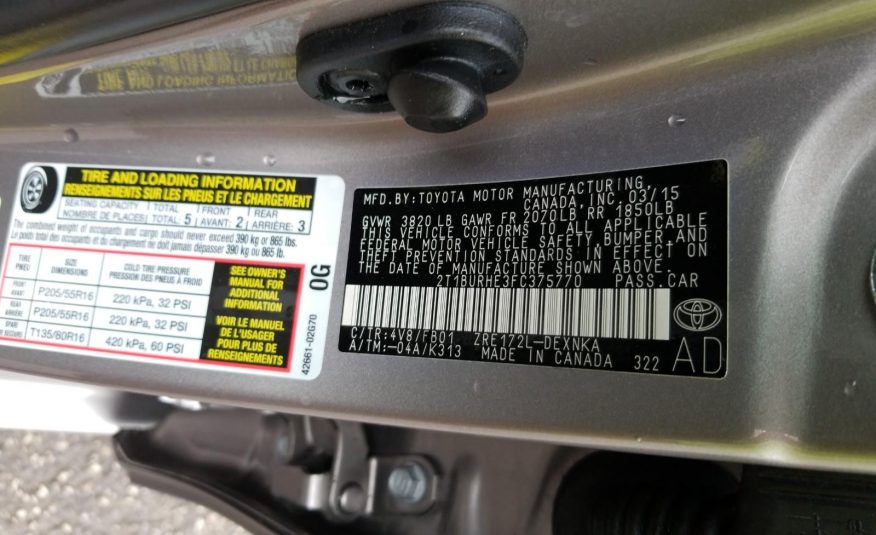 TIRE AND LOADING INFORMATION
RENSEIGNEMENTS SUR LES PNEUS ET LE CHARGEMENT
SEATING CAPACITY TOTAL FRONT REAR
NOMBRE DE PLACES TOTAL: 5 AVANT: 2 ARRIÈRE: 3
The combined weight of occupants and cargo should never exceed 390 kg or 865 lbs.
Le poids total des occupants et du chargement ne doit jamais dépasser 390 kg ou 865 lb.
TIRE
PNEU
SIZE
DIMENSIONS
COLD TIRE PRESSURE
PRESSION DES PNEUS À FROID
P205/55R16 220 kPa, 32 PSI
REAR
ARRIÈRE P205/55R16 220 kPa, 32 PSI
SPARE
DE SECOURS T135/80R16 420 kPa, 60 PSI
SEE OWNER'S
MANUAL FOR
ADDITIONAL
INFORMATION
VOIR LE MANUEL
DE L'USAGER
POUR PLUS DE
RENSEIGNEMENTS
0G
42661-02G70
MFD.BY:TOYOTA MOTOR MANUFACTURING,
CANADA, INC. 03/15
GVWR 3820LB GAWR FR 2070LB RR 1850LB
THIS VEHICLE CONFORMS TO ALL APPLICABLE
FEDERAL MOTOR VEHICLE SAFETY,BUMPER,AND
THEFT PREVENTION STANDARDS IN EFFECT ON
THE DATE OF MANUFACTURE SHOWN ABOVE.
2T1BURHE3FC375770 PASS.CAR
C/TR:4V8/FB01 ZRE172L-DEXNKA
A/TM:-04A/K313 MADE IN CANADA 322
AD